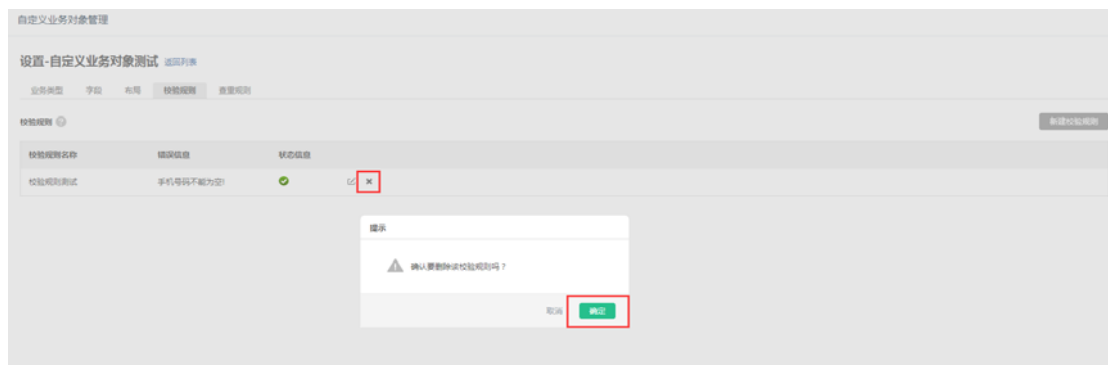 自定义业务对象管理
设置-自定义业务对象测试 返回列表
业务类型 字段 布局 校验规则 查重规则
校验规则 ?
新建校验规则
校验规则名称 错误信息 状态信息
校验规则测试 手机号码不能为空!
提示
确认要删除该校验规则吗？
取消 确定